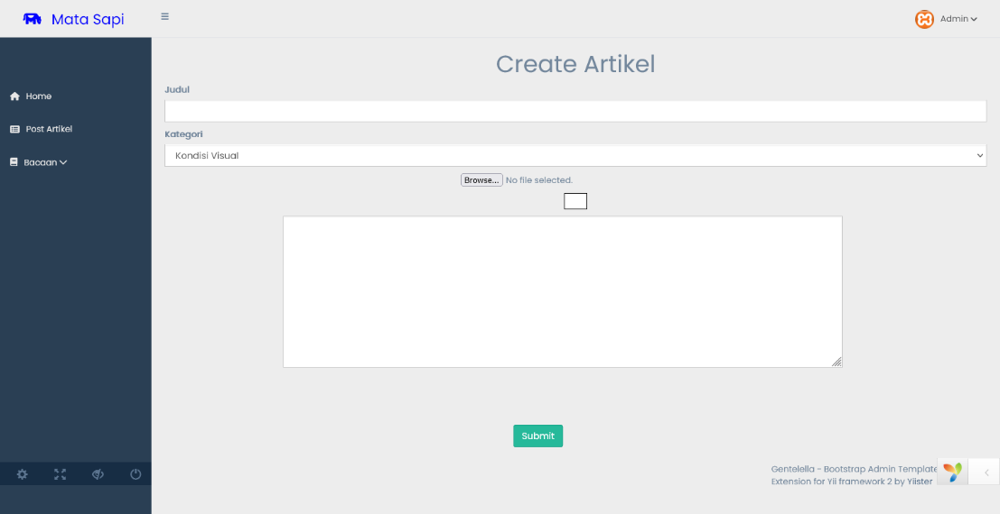 Mata Sapi
Admin
Home
Post Artikel
Bacaan
Create Artikel
Judul
Kategori
Kondisi Visual
Browse... No file selected.
Submit
Gentelella - Bootstrap Admin Template
Extension for Yii framework 2 by Yiister